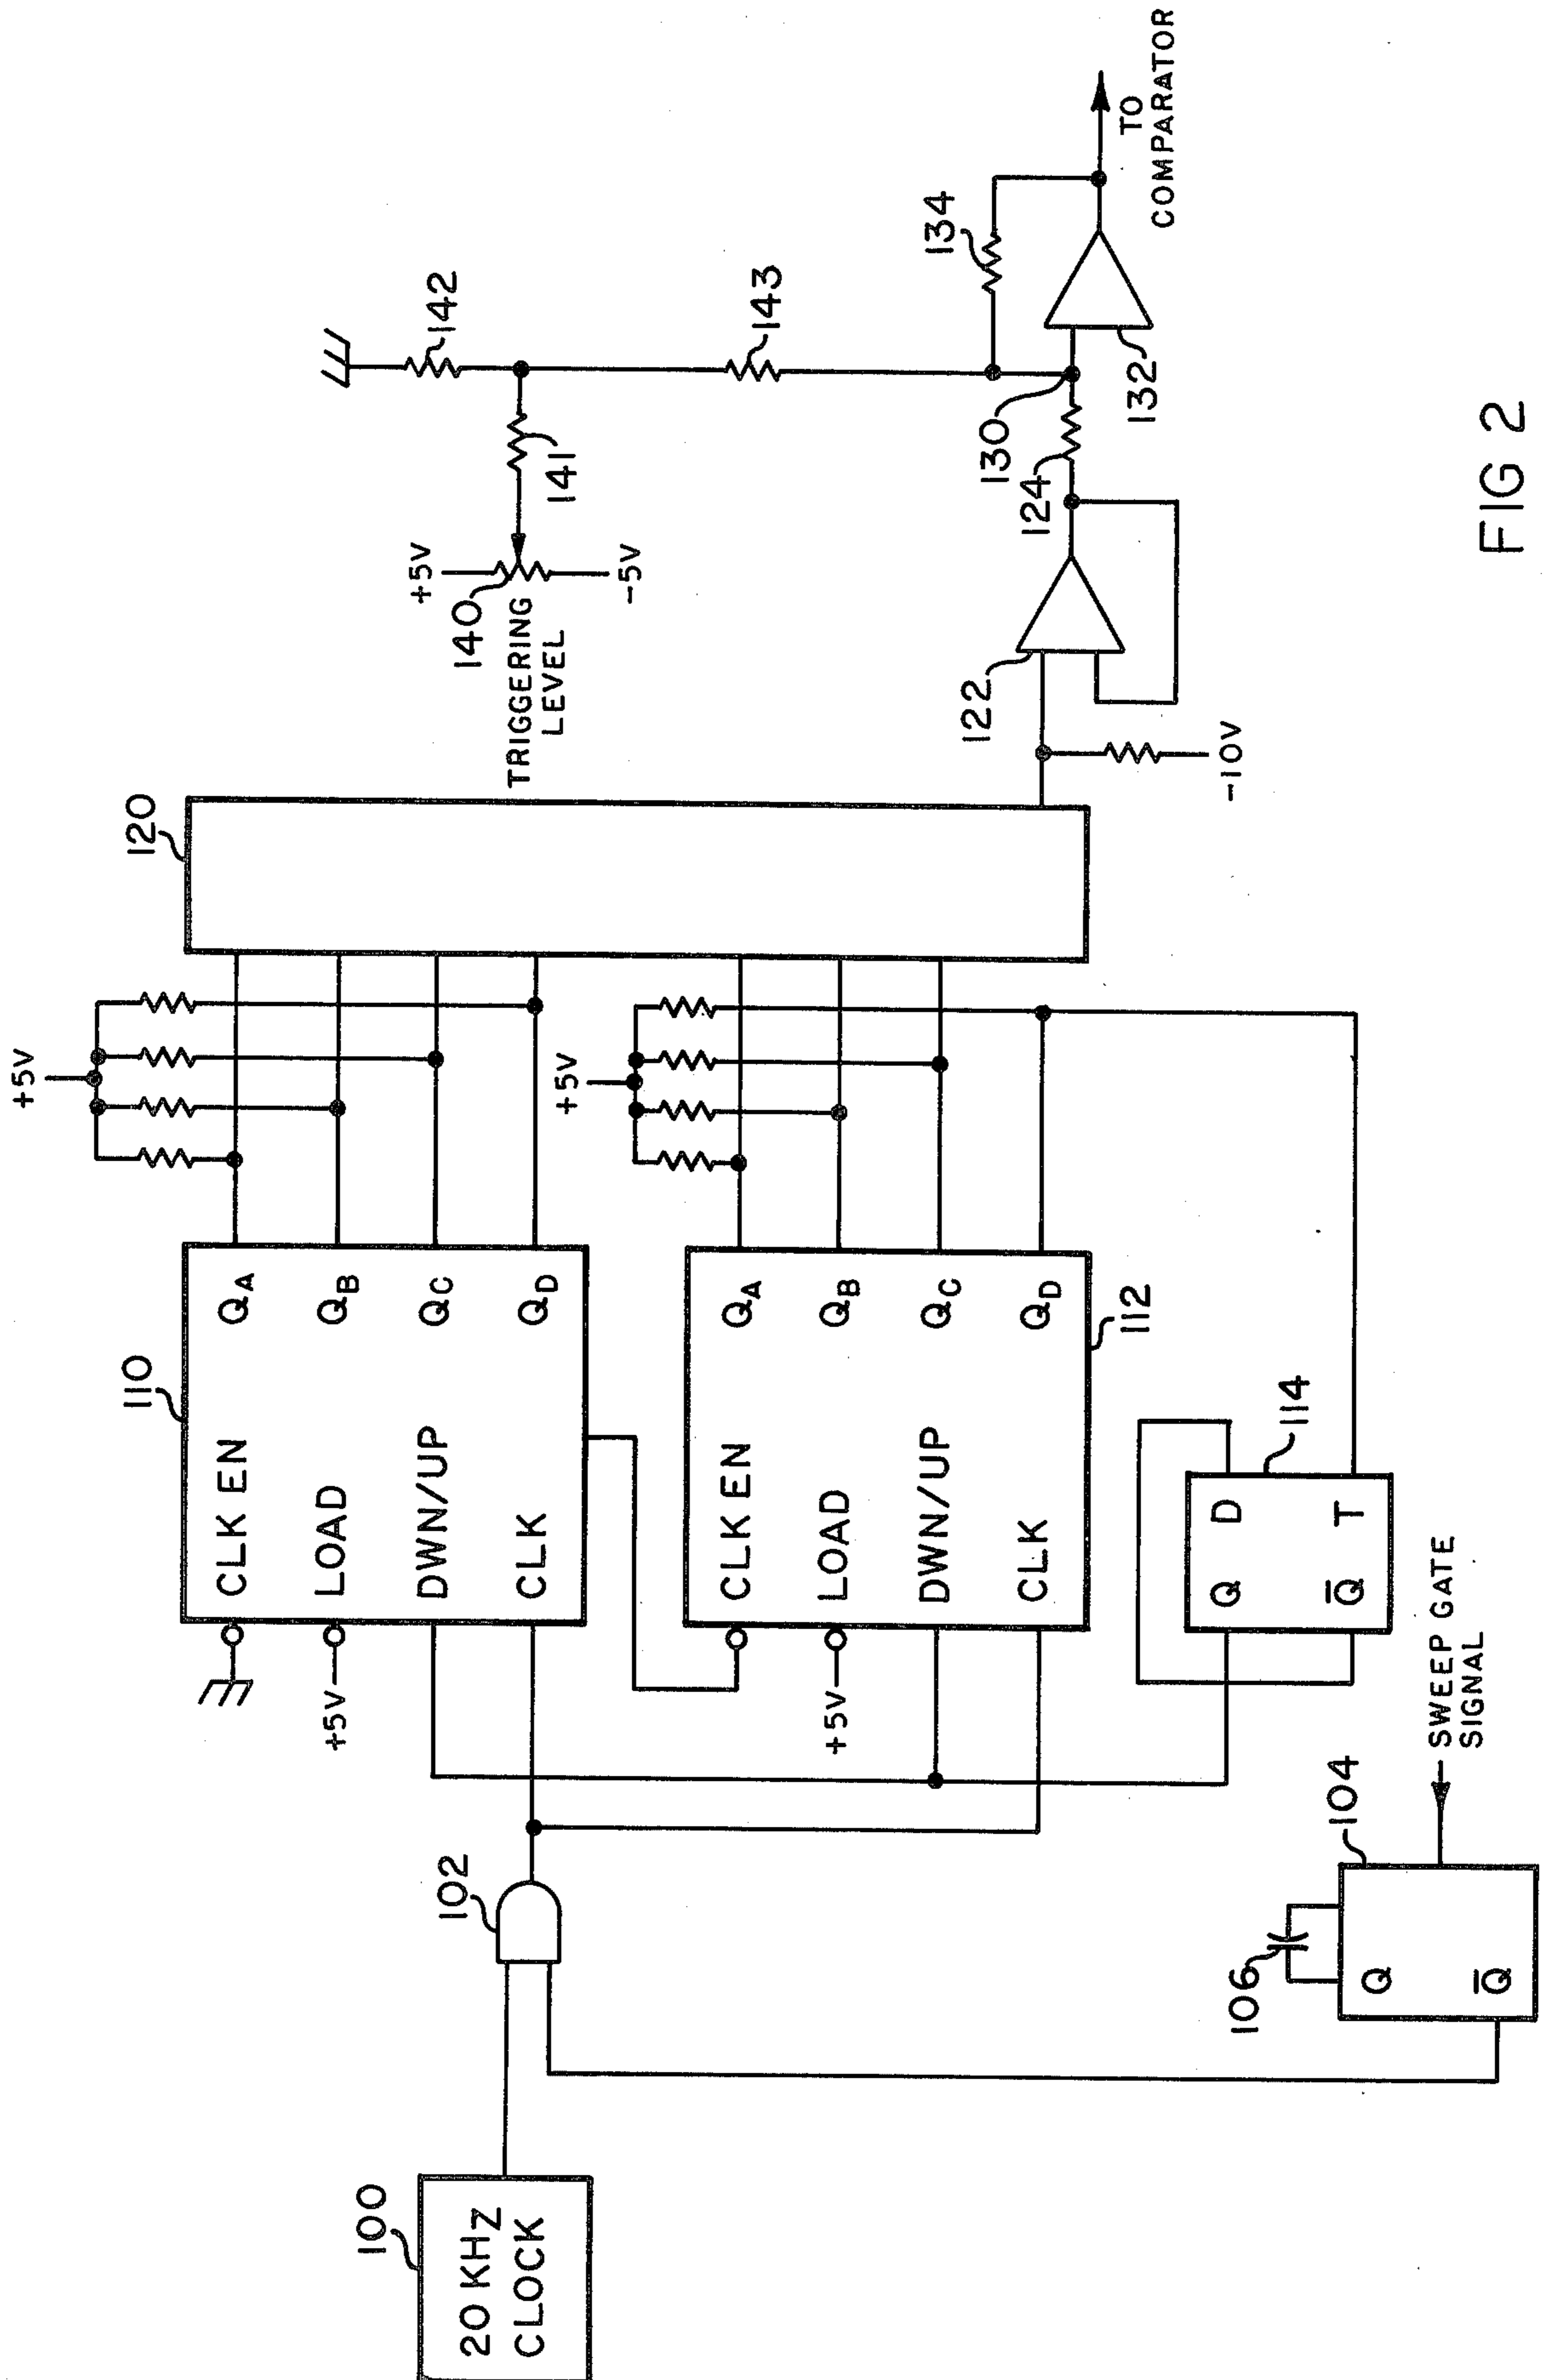 100
20 KHz
CLOCK
102
104
106
Q
Q̅
SWEEP GATE
SIGNAL
110
CLK EN
LOAD
DWN/UP
CLK
QA
QB
QC
QD
+5V
+5V
112
CLK EN
LOAD
DWN/UP
CLK
QA
QB
QC
QD
+5V
+5V
114
Q
D
Q̅
T
120
-10V
122
124
130
132
134
TO
COMPARATOR
TRIGGERING
LEVEL
140
+5V
-5V
141
142
143
FIG 2